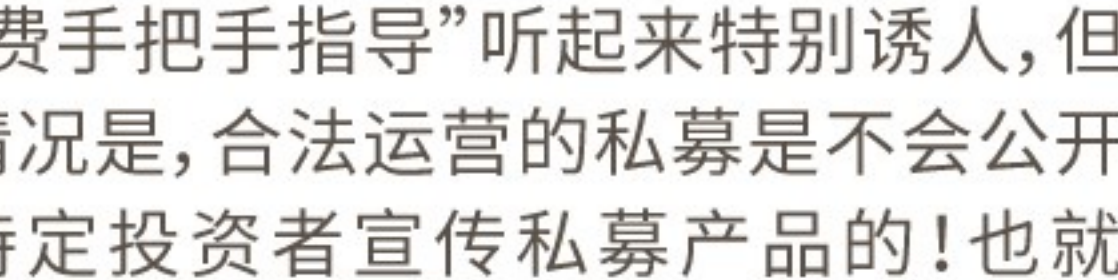 费手把手指导”听起来特别诱人，但
情况是，合法运营的私募是不会公开
特定投资者宣传私募产品的！也就